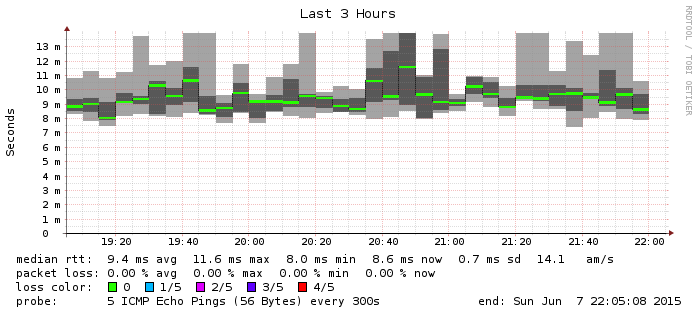 Last 3 Hours
RRDTOOL / TOBI OETIKER
Seconds
13 m
12 m
11 m
10 m
9 m
8 m
7 m
6 m
5 m
4 m
3 m
2 m
1 m
0
19:20 19:40 20:00 20:20 20:40 21:00 21:20 21:40 22:00
median rtt: 9.4 ms avg 11.6 ms max 8.0 ms min 8.6 ms now 0.7 ms sd 14.1 am/s
packet loss: 0.00 % avg 0.00 % max 0.00 % min 0.00 % now
loss color: 0 1/5 2/5 3/5 4/5
probe: 5 ICMP Echo Pings (56 Bytes) every 300s end: Sun Jun 7 22:05:08 2015